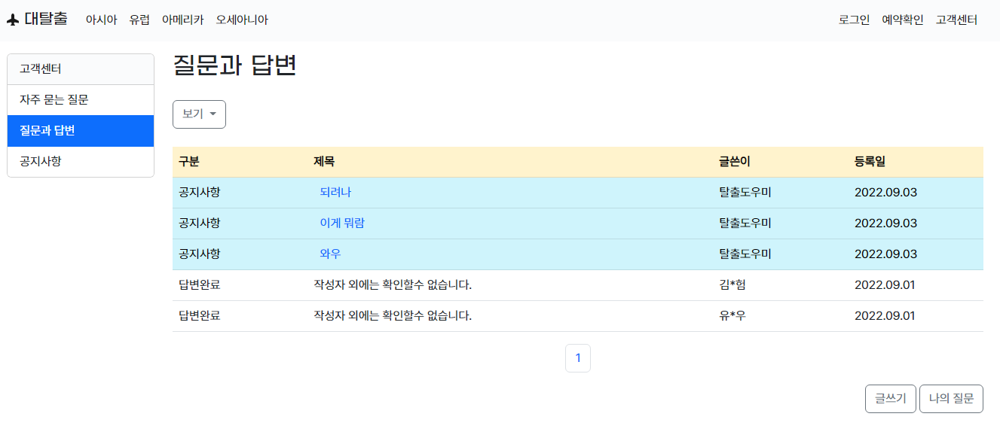 대탈출 아시아 유럽 아메리카 오세아니아 로그인 예약확인 고객센터
고객센터
자주 묻는 질문
질문과 답변
공지사항
질문과 답변
보기
구분 제목 글쓴이 등록일
공지사항 되려나 탈출도우미 2022.09.03
공지사항 이게 뭐람 탈출도우미 2022.09.03
공지사항 와우 탈출도우미 2022.09.03
답변완료 작성자 외에는 확인할수 없습니다. 김*험 2022.09.01
답변완료 작성자 외에는 확인할수 없습니다. 유*우 2022.09.01
1
글쓰기 나의 질문